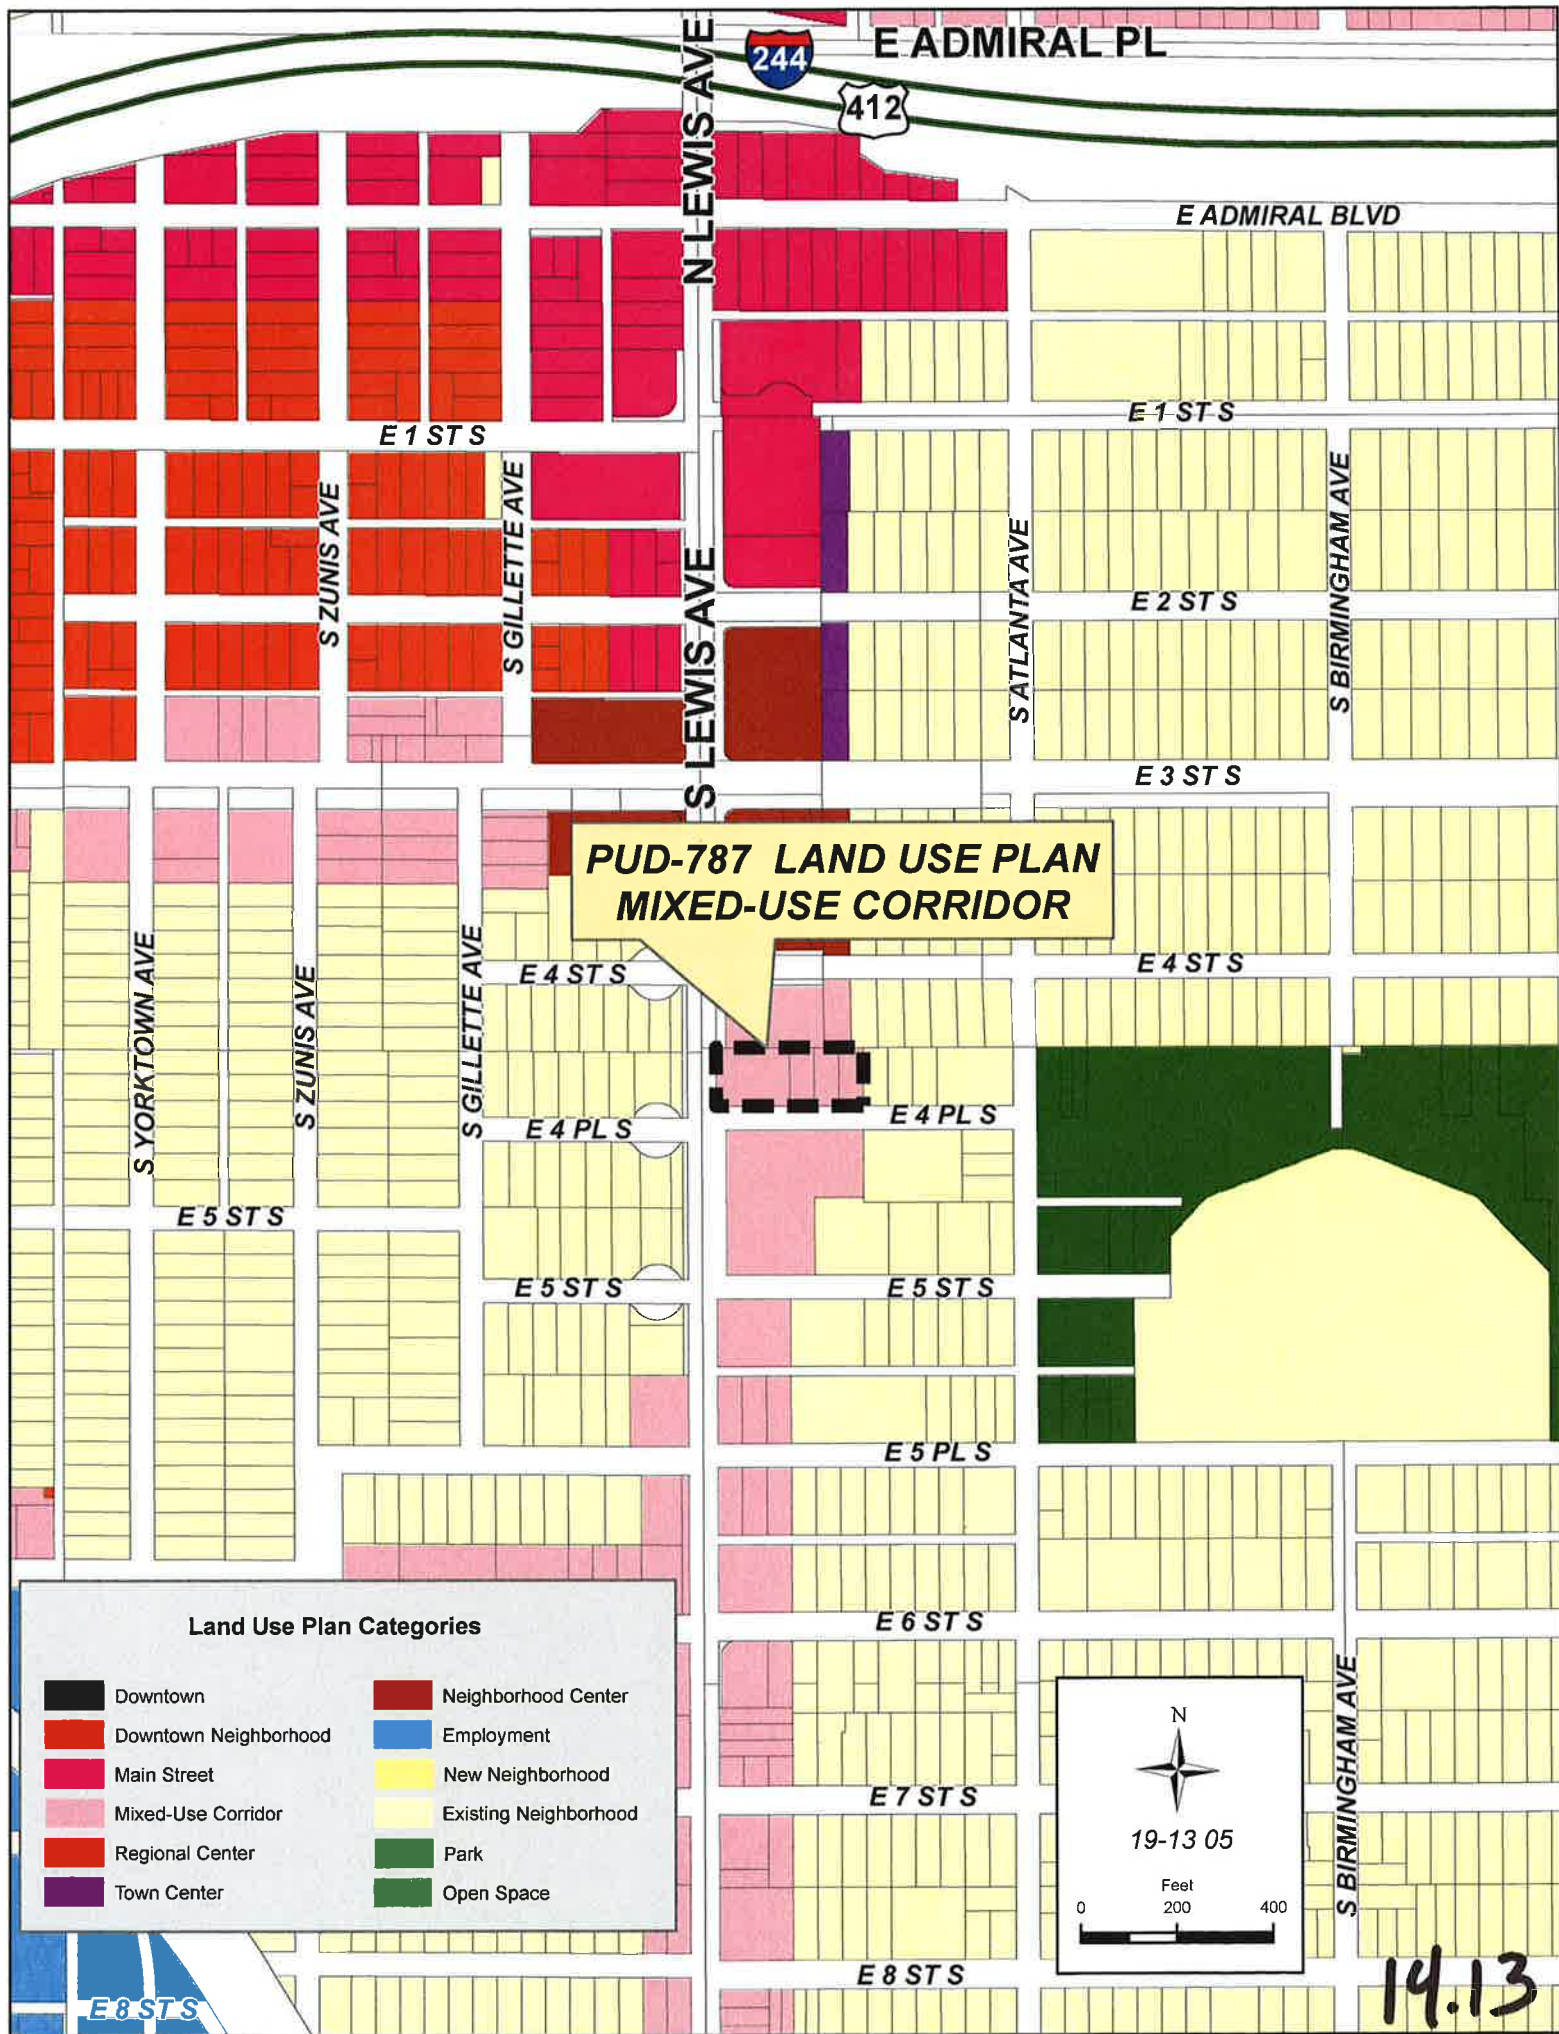 E ADMIRAL PL
244
412
N LEWIS AVE
E ADMIRAL BLVD
E 1 ST S
E 1 ST S
S ZUNIS AVE
S GILLETTE AVE
S LEWIS AVE
S ATLANTA AVE
S BIRMINGHAM AVE
E 2 ST S
E 3 ST S
PUD-787 LAND USE PLAN
MIXED-USE CORRIDOR
S YORKTOWN AVE
S ZUNIS AVE
S GILLETTE AVE
E 4 ST S
E 4 ST S
E 4 PL S
E 4 PL S
E 5 ST S
E 5 ST S
E 5 ST S
E 5 PL S
E 6 ST S
Land Use Plan Categories
Downtown
Downtown Neighborhood
Main Street
Mixed-Use Corridor
Regional Center
Town Center
Neighborhood Center
Employment
New Neighborhood
Existing Neighborhood
Park
Open Space
E 7 ST S
S BIRMINGHAM AVE
N
19-13 05
Feet
0 200 400
E 8 ST S
E 8 ST S
14.13